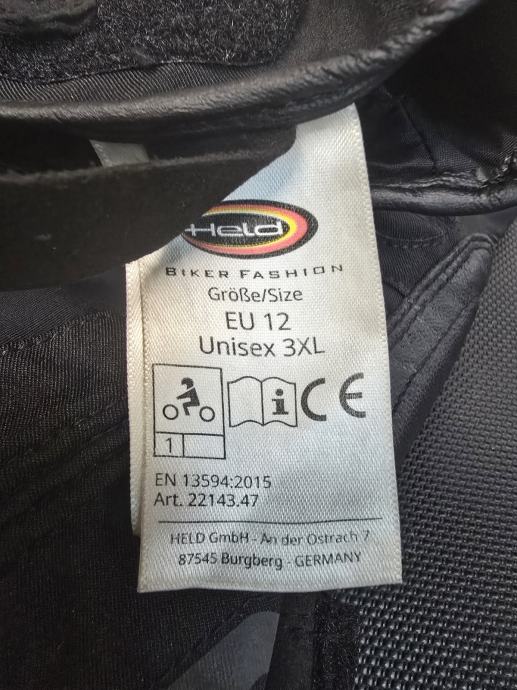 Held
BIKER FASHION
Größe/Size
EU 12
Unisex 3XL
i CE
1
EN 13594:2015
Art. 22143.47
HELD GmbH - An der Ostrach 7
87545 Burgberg - GERMANY